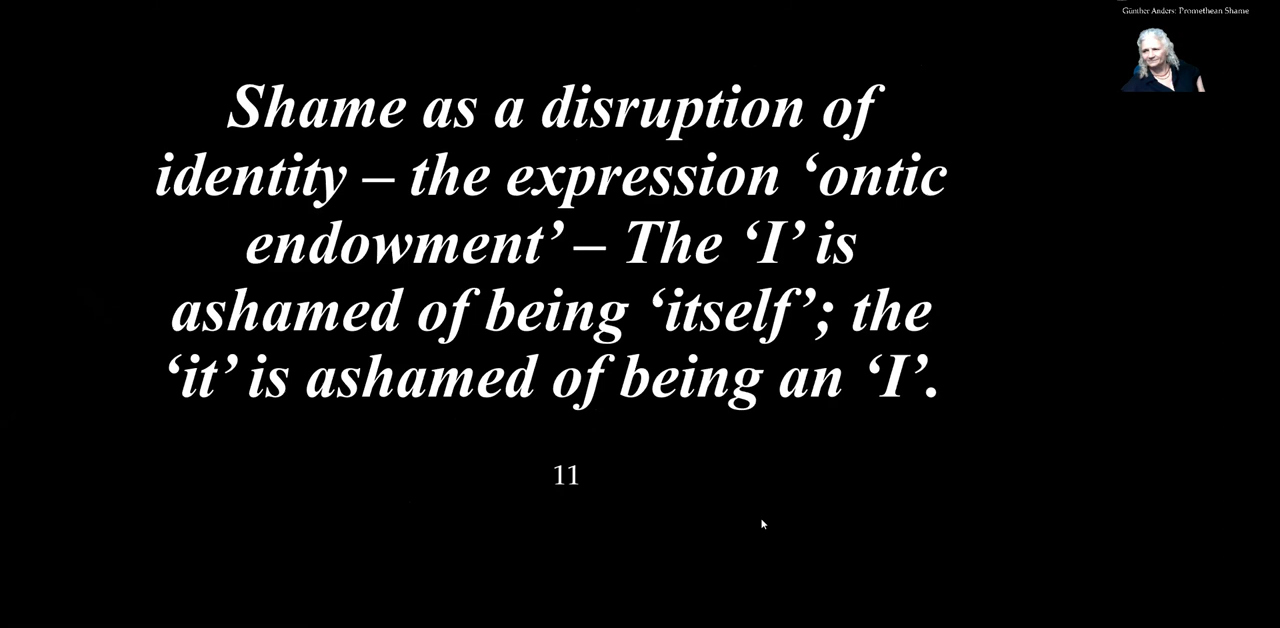 Günther Anders: Promethean Shame
Shame as a disruption of
identity – the expression ‘ontic
endowment’ – The ‘I’ is
ashamed of being ‘itself’; the
‘it’ is ashamed of being an ‘I’.
11